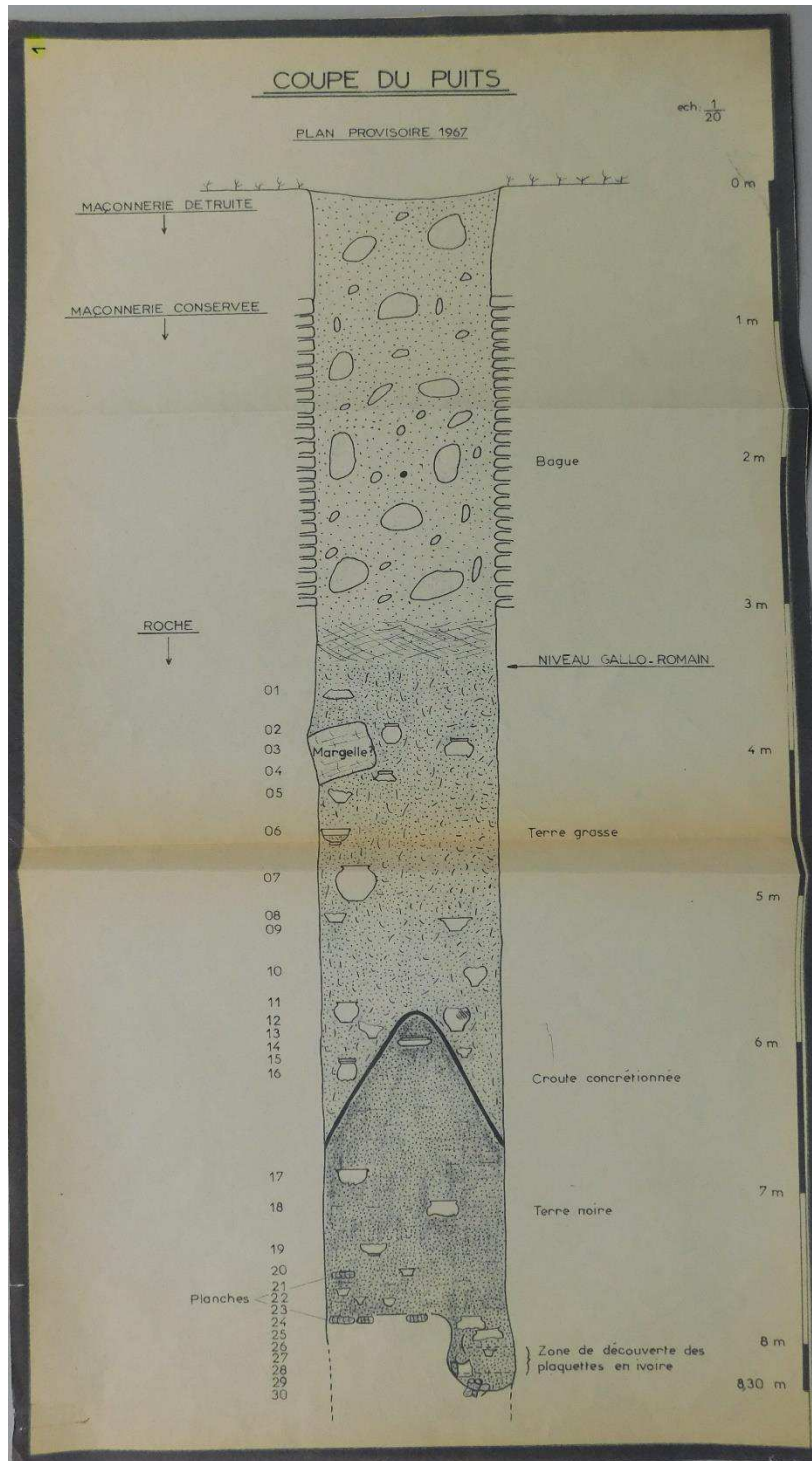 1
COUPE DU PUITS
ech. 1/20
PLAN PROVISOIRE 1967
0 m
MAÇONNERIE DETRUITE
MAÇONNERIE CONSERVEE
1 m
2 m
Bague
3 m
ROCHE
NIVEAU GALLO-ROMAIN
01
02
03
Margelle?
4 m
04
05
06
Terre grasse
07
5 m
08
09
10
11
12
13
14
6 m
15
16
Croute concrétionnée
17
7 m
18
Terre noire
19
20
21
Planches
22
23
24
25
8 m
26
Zone de découverte des
27
plaquettes en ivoire
28
29
8,30 m
30